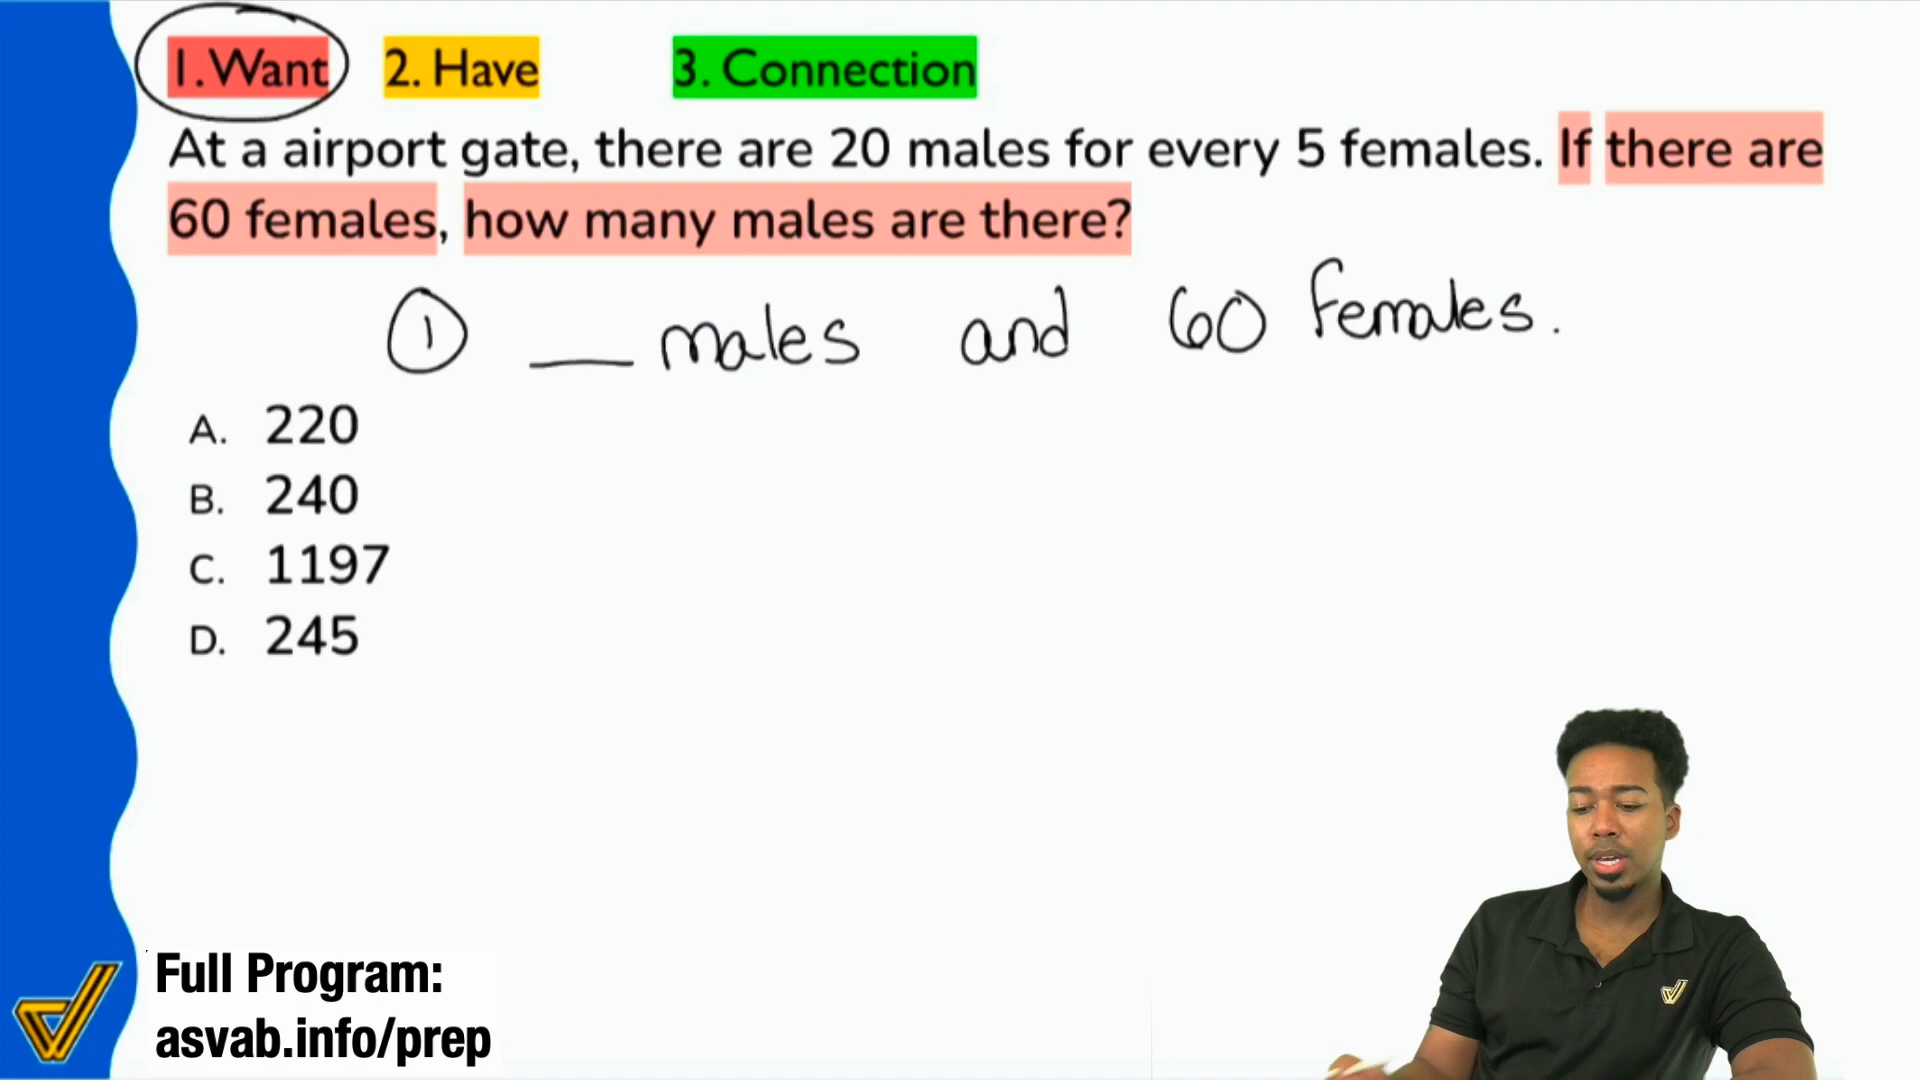 1. Want 2. Have 3. Connection
At a airport gate, there are 20 males for every 5 females. If there are
60 females, how many males are there?
① __ males and 60 females.
A. 220
B. 240
C. 1197
D. 245
Full Program:
asvab.info/prep